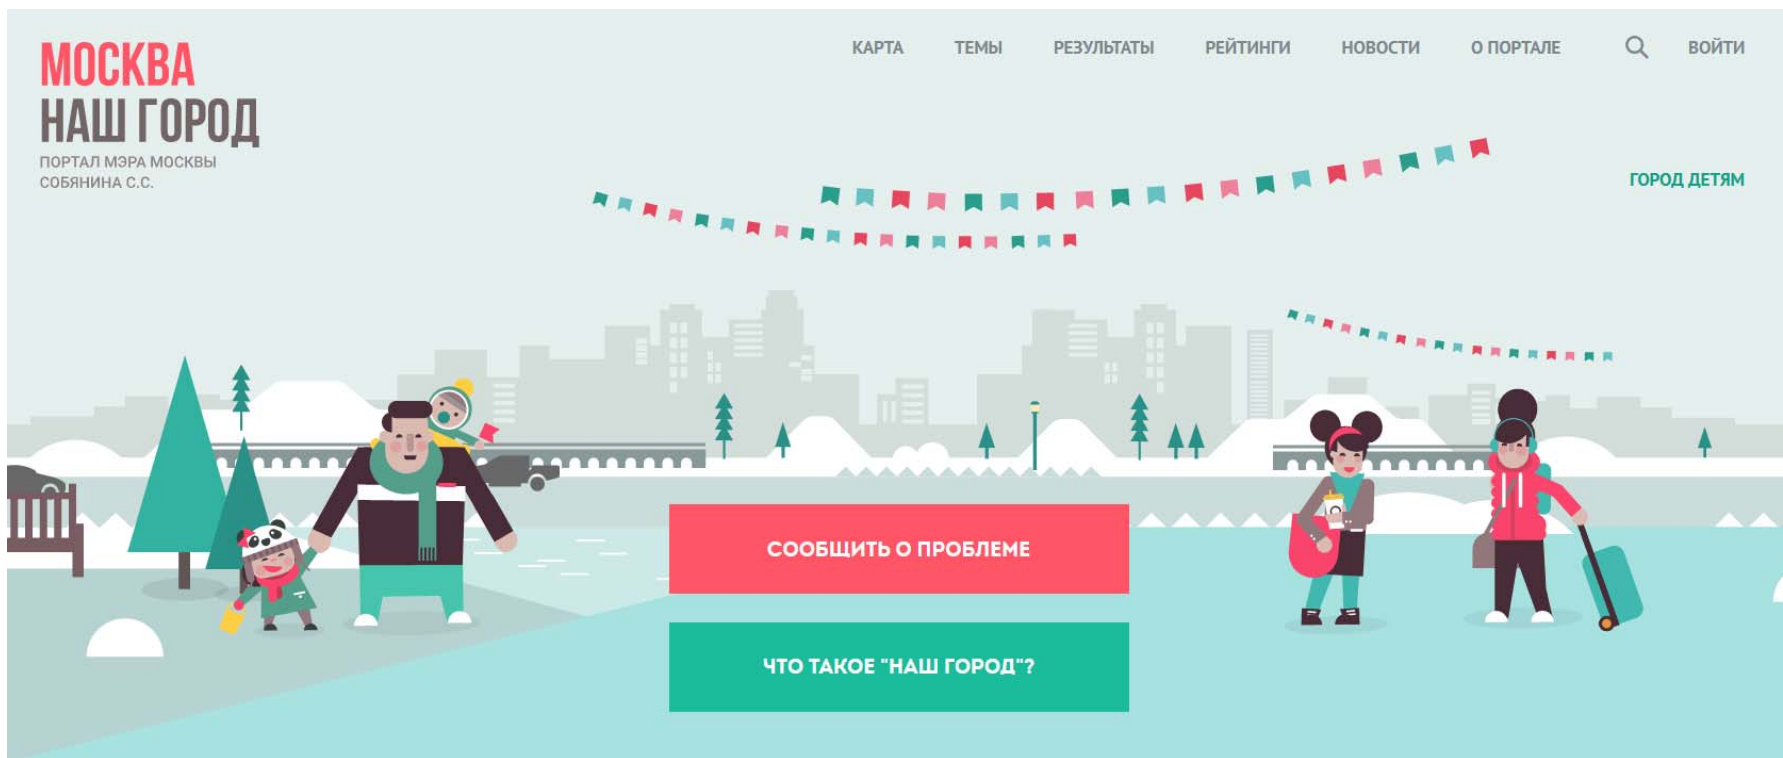 МОСКВА
НАШ ГОРОД
ПОРТАЛ МЭРА МОСКВЫ
СОБЯНИНА С.С.
КАРТА ТЕМЫ РЕЗУЛЬТАТЫ РЕЙТИНГИ НОВОСТИ О ПОРТАЛЕ ВОЙТИ
ГОРОД ДЕТЯМ
СООБЩИТЬ О ПРОБЛЕМЕ
ЧТО ТАКОЕ "НАШ ГОРОД"?